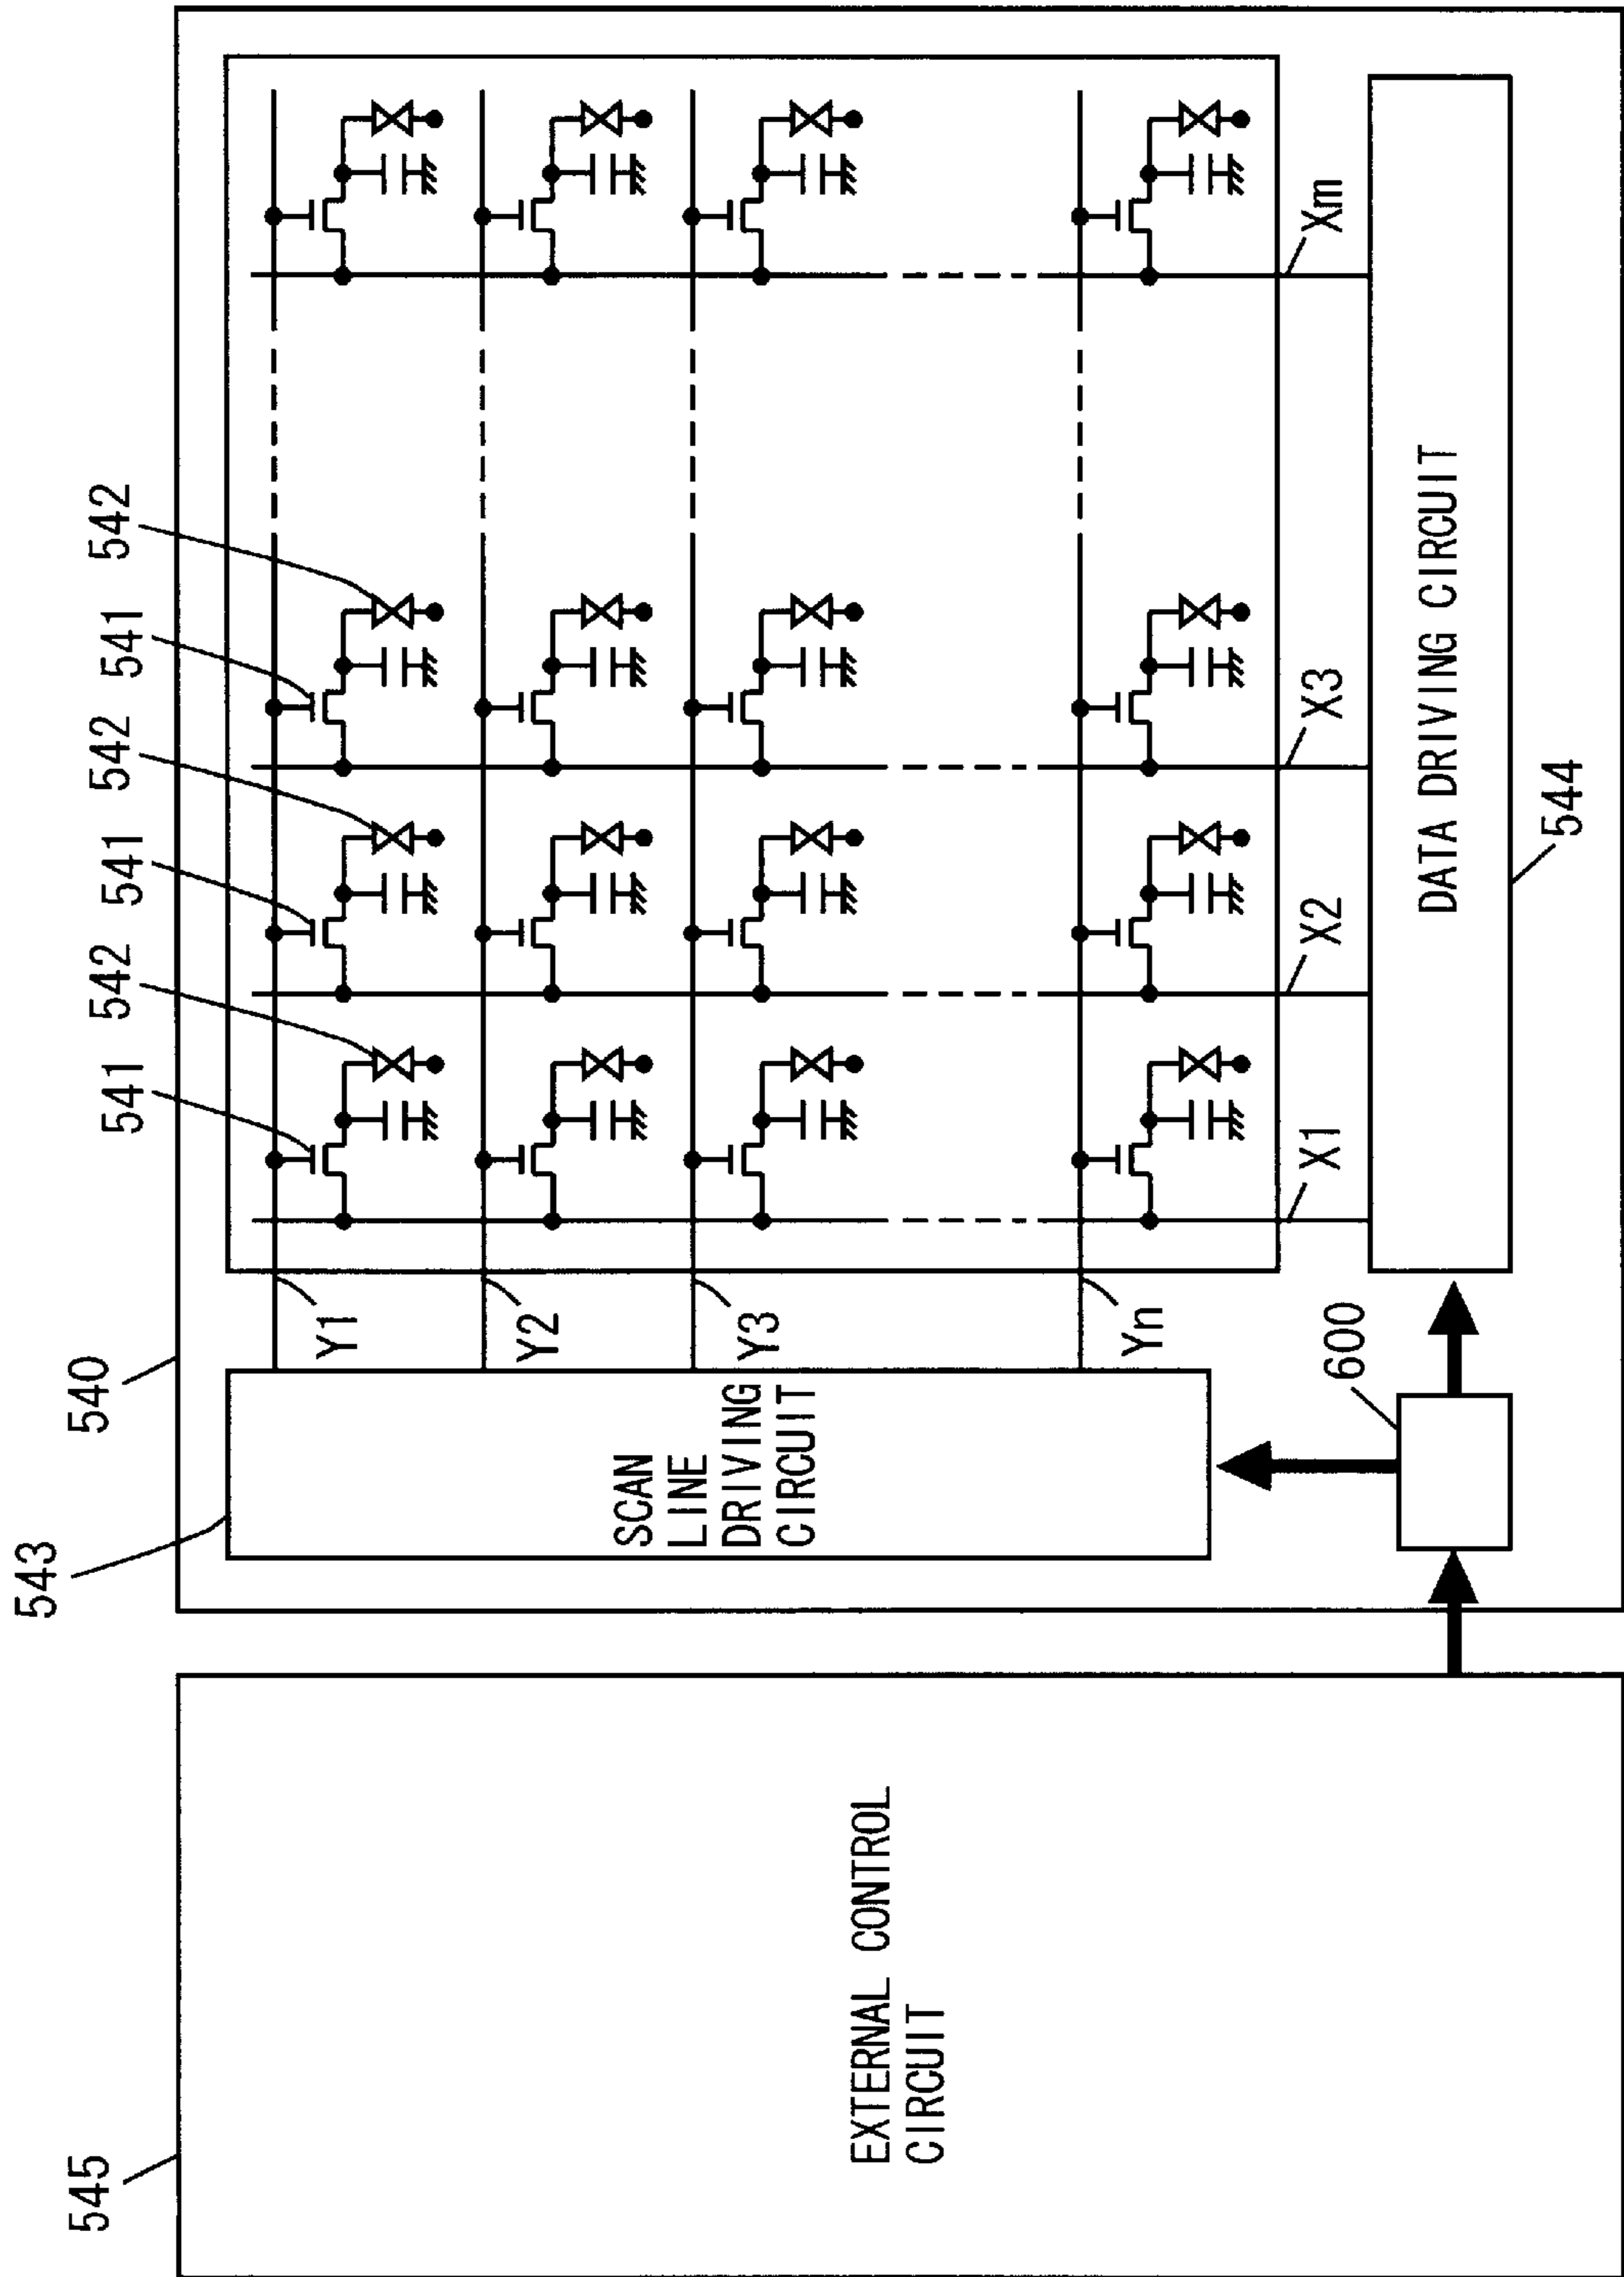 545
EXTERNAL CONTROL
CIRCUIT
543
540
SCAN
LINE
DRIVING
CIRCUIT
Y1
Y2
Y3
Yn
600
541
542
541
542
541
542
X1
X2
X3
Xm
DATA DRIVING CIRCUIT
544